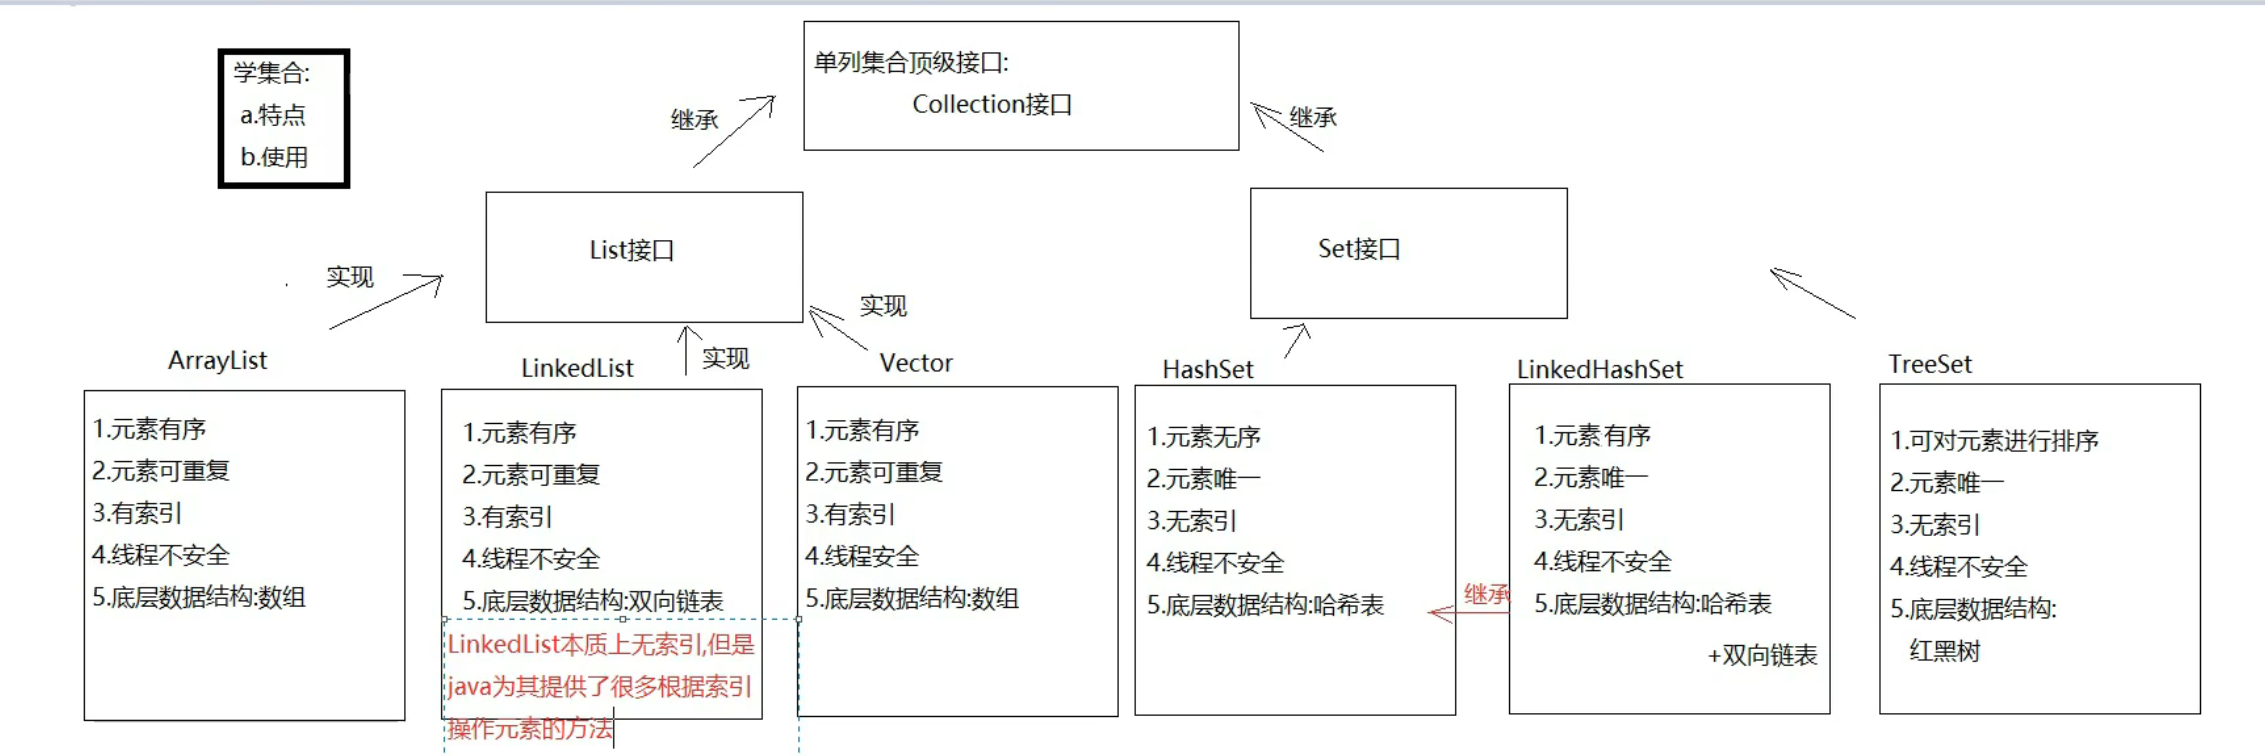 学集合:
a.特点
b.使用
单列集合顶级接口:
Collection接口
继承
继承
List接口
Set接口
实现
实现
实现
ArrayList
1.元素有序
2.元素可重复
3.有索引
4.线程不安全
5.底层数据结构:数组
LinkedList
1.元素有序
2.元素可重复
3.有索引
4.线程不安全
5.底层数据结构:双向链表
LinkedList本质上无索引,但是
java为其提供了很多根据索引
操作元素的方法
Vector
1.元素有序
2.元素可重复
3.有索引
4.线程安全
5.底层数据结构:数组
HashSet
1.元素无序
2.元素唯一
3.无索引
4.线程不安全
5.底层数据结构:哈希表
继承
LinkedHashSet
1.元素有序
2.元素唯一
3.无索引
4.线程不安全
5.底层数据结构:哈希表
+双向链表
TreeSet
1.可对元素进行排序
2.元素唯一
3.无索引
4.线程不安全
5.底层数据结构:
红黑树